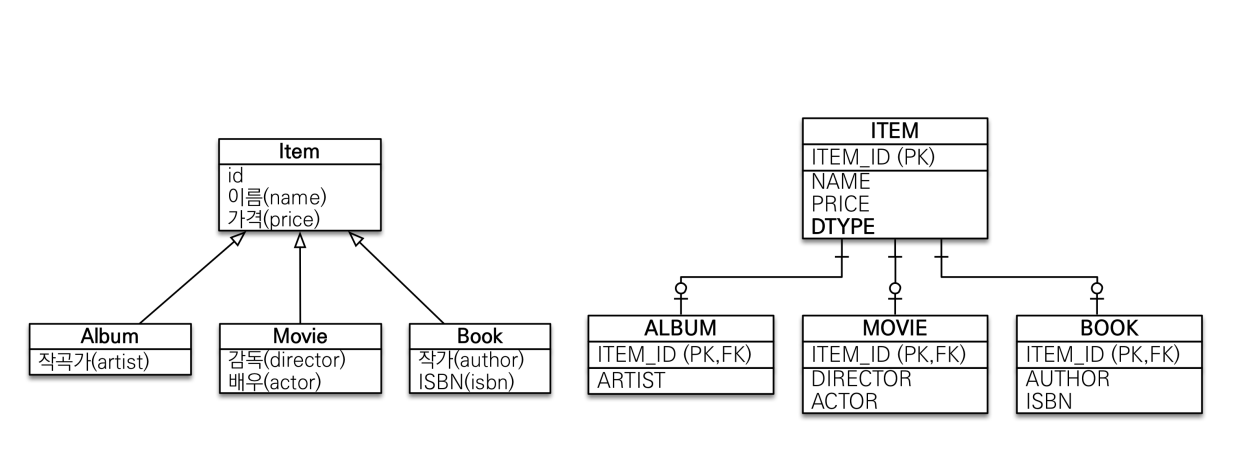 Item
id
이름(name)
가격(price)
Album
작곡가(artist)
Movie
감독(director)
배우(actor)
Book
작가(author)
ISBN(isbn)
ITEM
ITEM_ID (PK)
NAME
PRICE
DTYPE
ALBUM
ITEM_ID (PK,FK)
ARTIST
MOVIE
ITEM_ID (PK,FK)
DIRECTOR
ACTOR
BOOK
ITEM_ID (PK,FK)
AUTHOR
ISBN